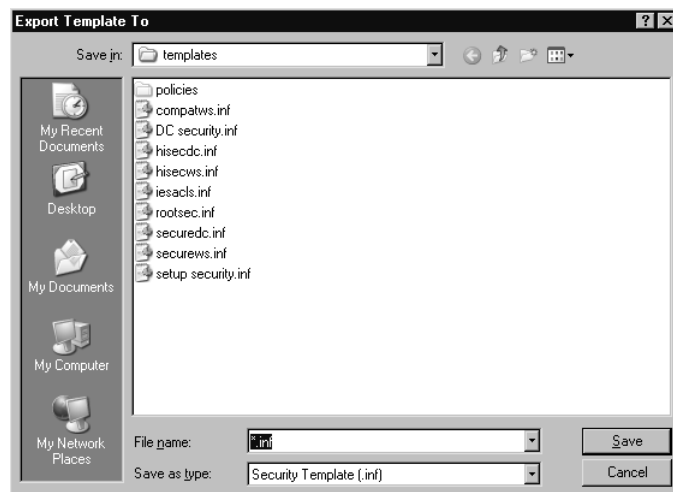 Export Template To
Save in: templates
My Recent Documents
Desktop
My Documents
My Computer
My Network Places
policies
compatws.inf
DC security.inf
hisecdc.inf
hisecws.inf
iesacls.inf
rootsec.inf
securedc.inf
securews.inf
setup security.inf
File name: *.inf
Save
Save as type: Security Template (.inf)
Cancel